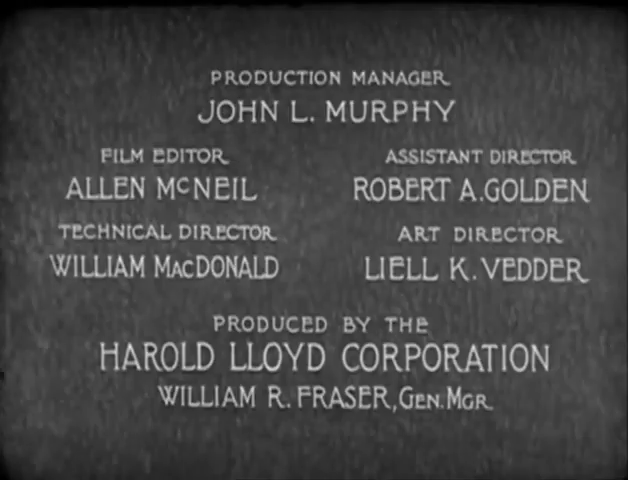 PRODUCTION MANAGER
JOHN L. MURPHY
FILM EDITOR
ALLEN McNEIL
ASSISTANT DIRECTOR
ROBERT A. GOLDEN
TECHNICAL DIRECTOR
WILLIAM MacDONALD
ART DIRECTOR
LIELL K. VEDDER
PRODUCED BY THE
HAROLD LLOYD CORPORATION
WILLIAM R. FRASER, GEN. MGR.